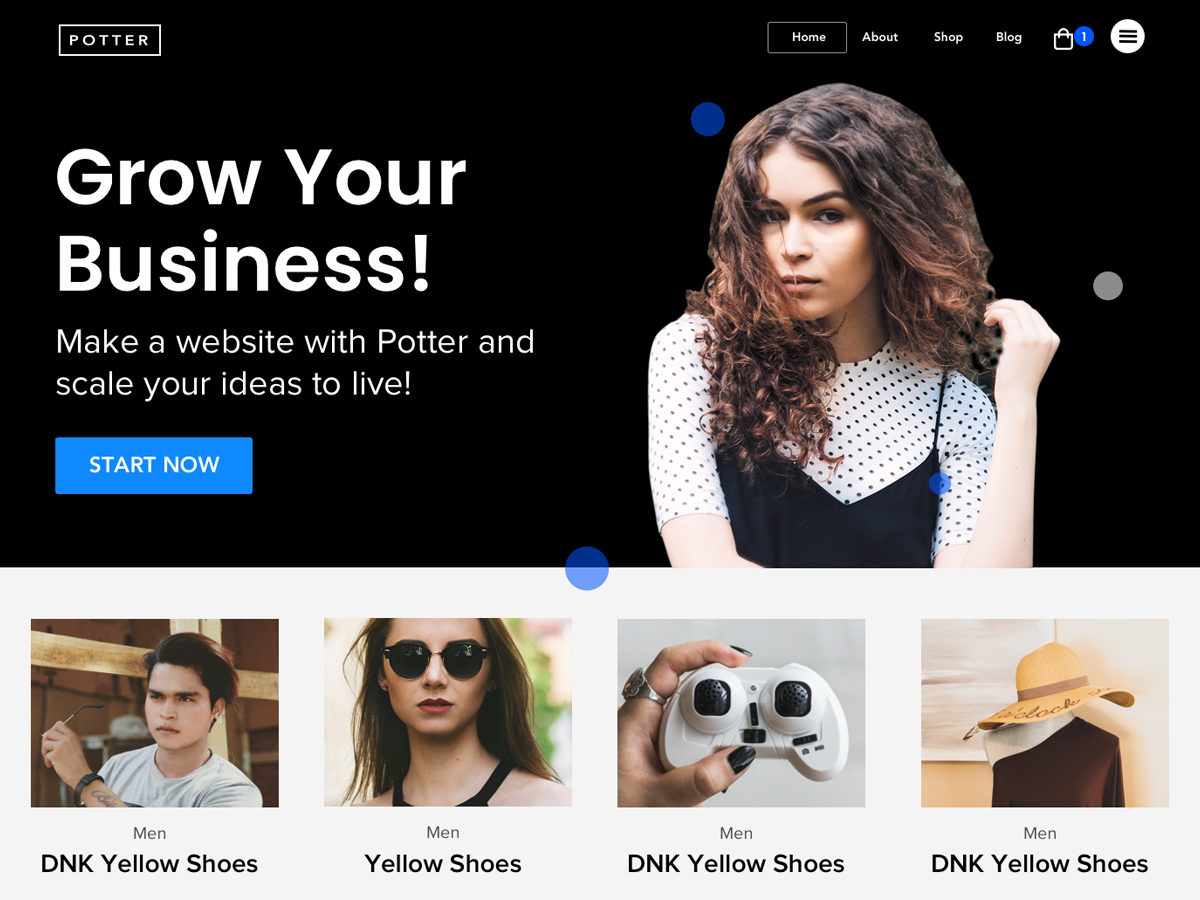 POTTER
Home About Shop Blog 1
Grow Your
Business!
Make a website with Potter and
scale your ideas to live!
START NOW
Men Men Men Men
DNK Yellow Shoes Yellow Shoes DNK Yellow Shoes DNK Yellow Shoes